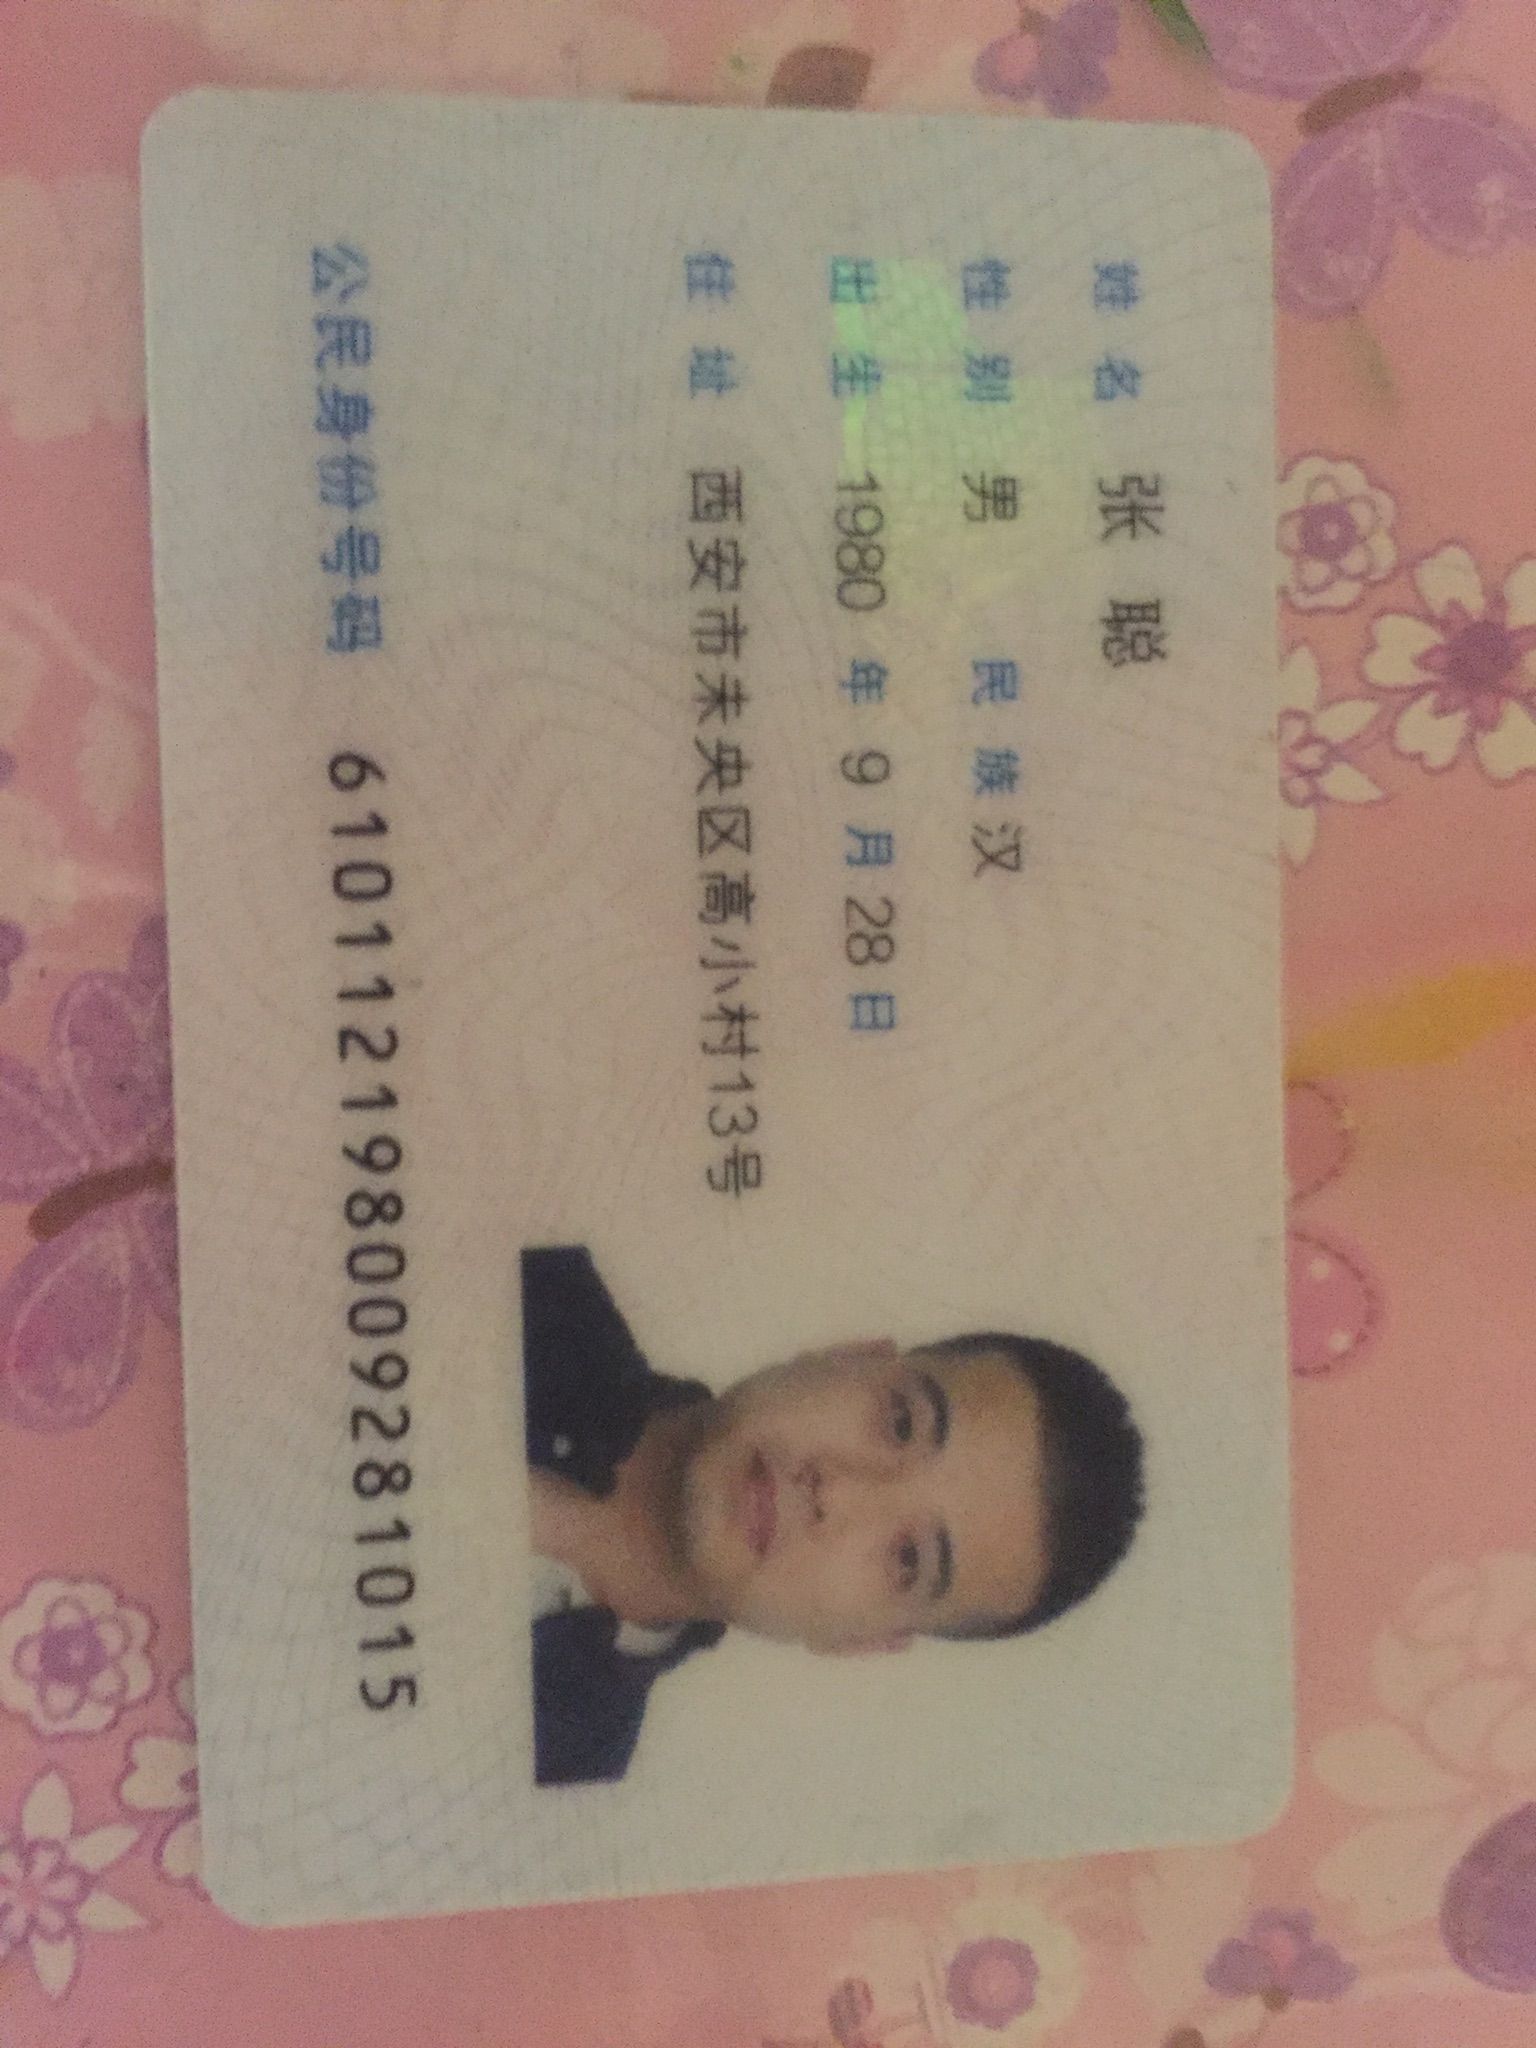 姓名 张聪
性别 男 民族 汉
出生 1980 年 9 月 28 日
住址 西安市未央区高小村13号
公民身份号码 610112198009281015